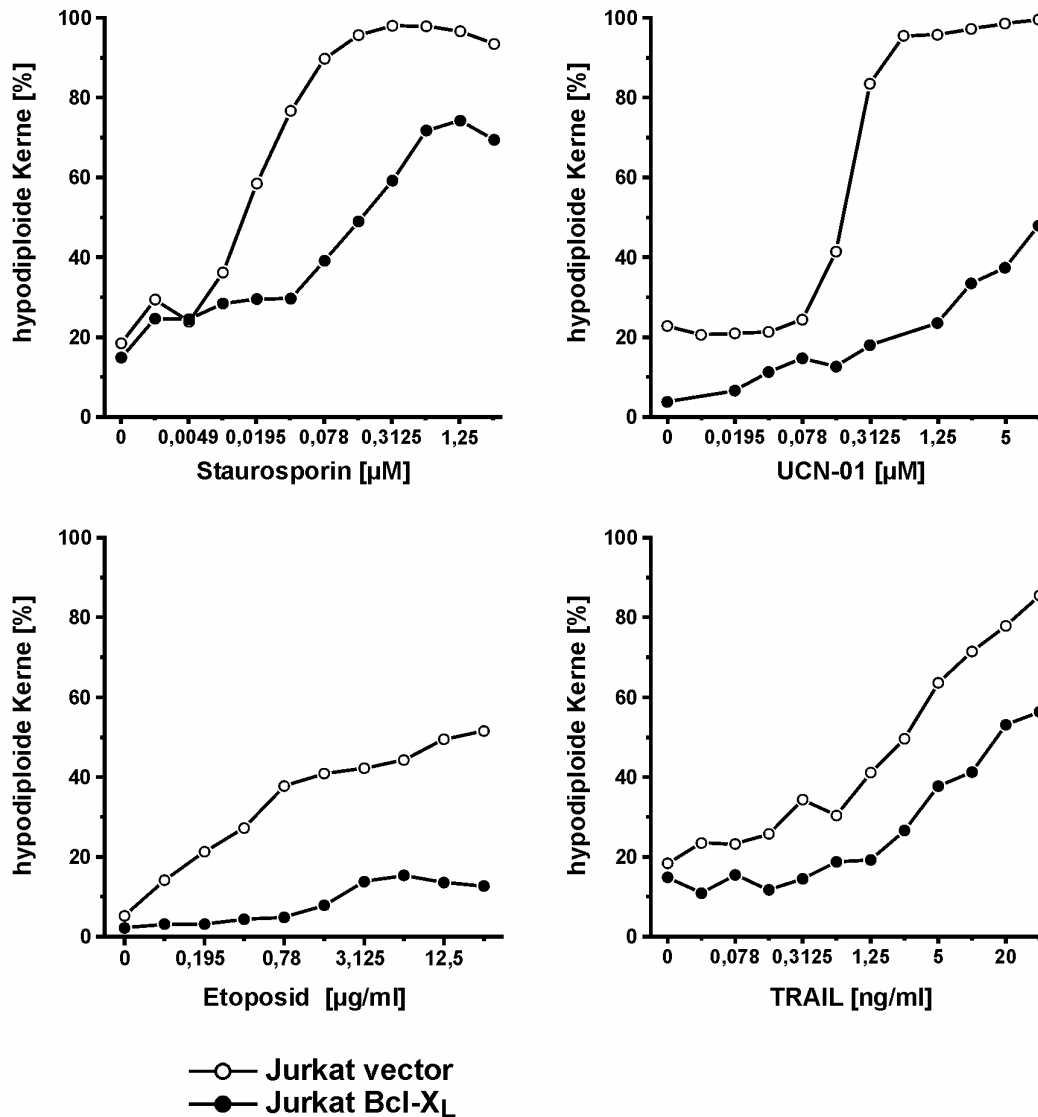 hypodiploide Kerne [%]
100
80
60
40
20
0
0 0,0049 0,0195 0,078 0,3125 1,25
Staurosporin [µM]
hypodiploide Kerne [%]
100
80
60
40
20
0
0 0,0195 0,078 0,3125 1,25 5
UCN-01 [µM]
hypodiploide Kerne [%]
100
80
60
40
20
0
0 0,195 0,78 3,125 12,5
Etoposid [µg/ml]
hypodiploide Kerne [%]
100
80
60
40
20
0
0 0,078 0,3125 1,25 5 20
TRAIL [ng/ml]
Jurkat vector
Jurkat Bcl-XL